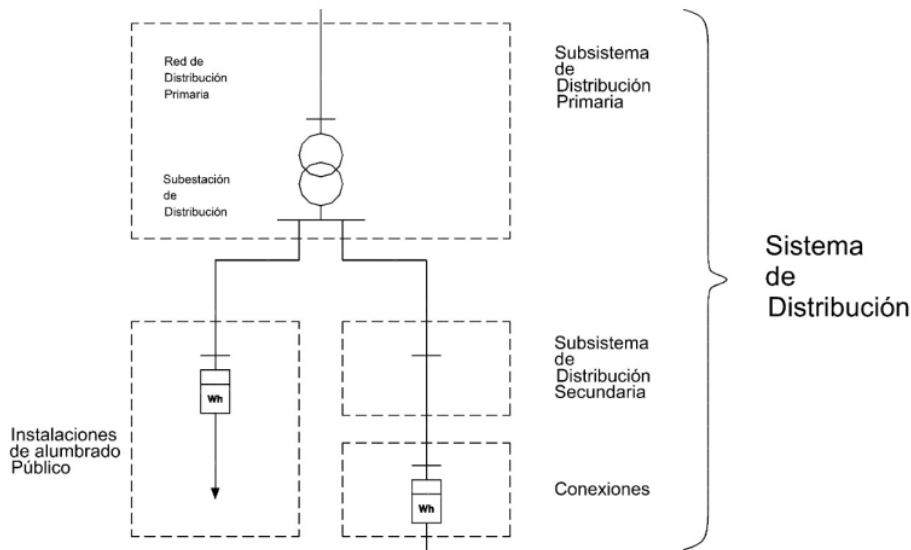 Red de
Distribución
Primaria
Subestación
de
Distribución
Subsistema
de
Distribución
Primaria
Sistema
de
Distribución
Instalaciones
de alumbrado
Público
Wh
Subsistema
de
Distribución
Secundaria
Conexiones
Wh